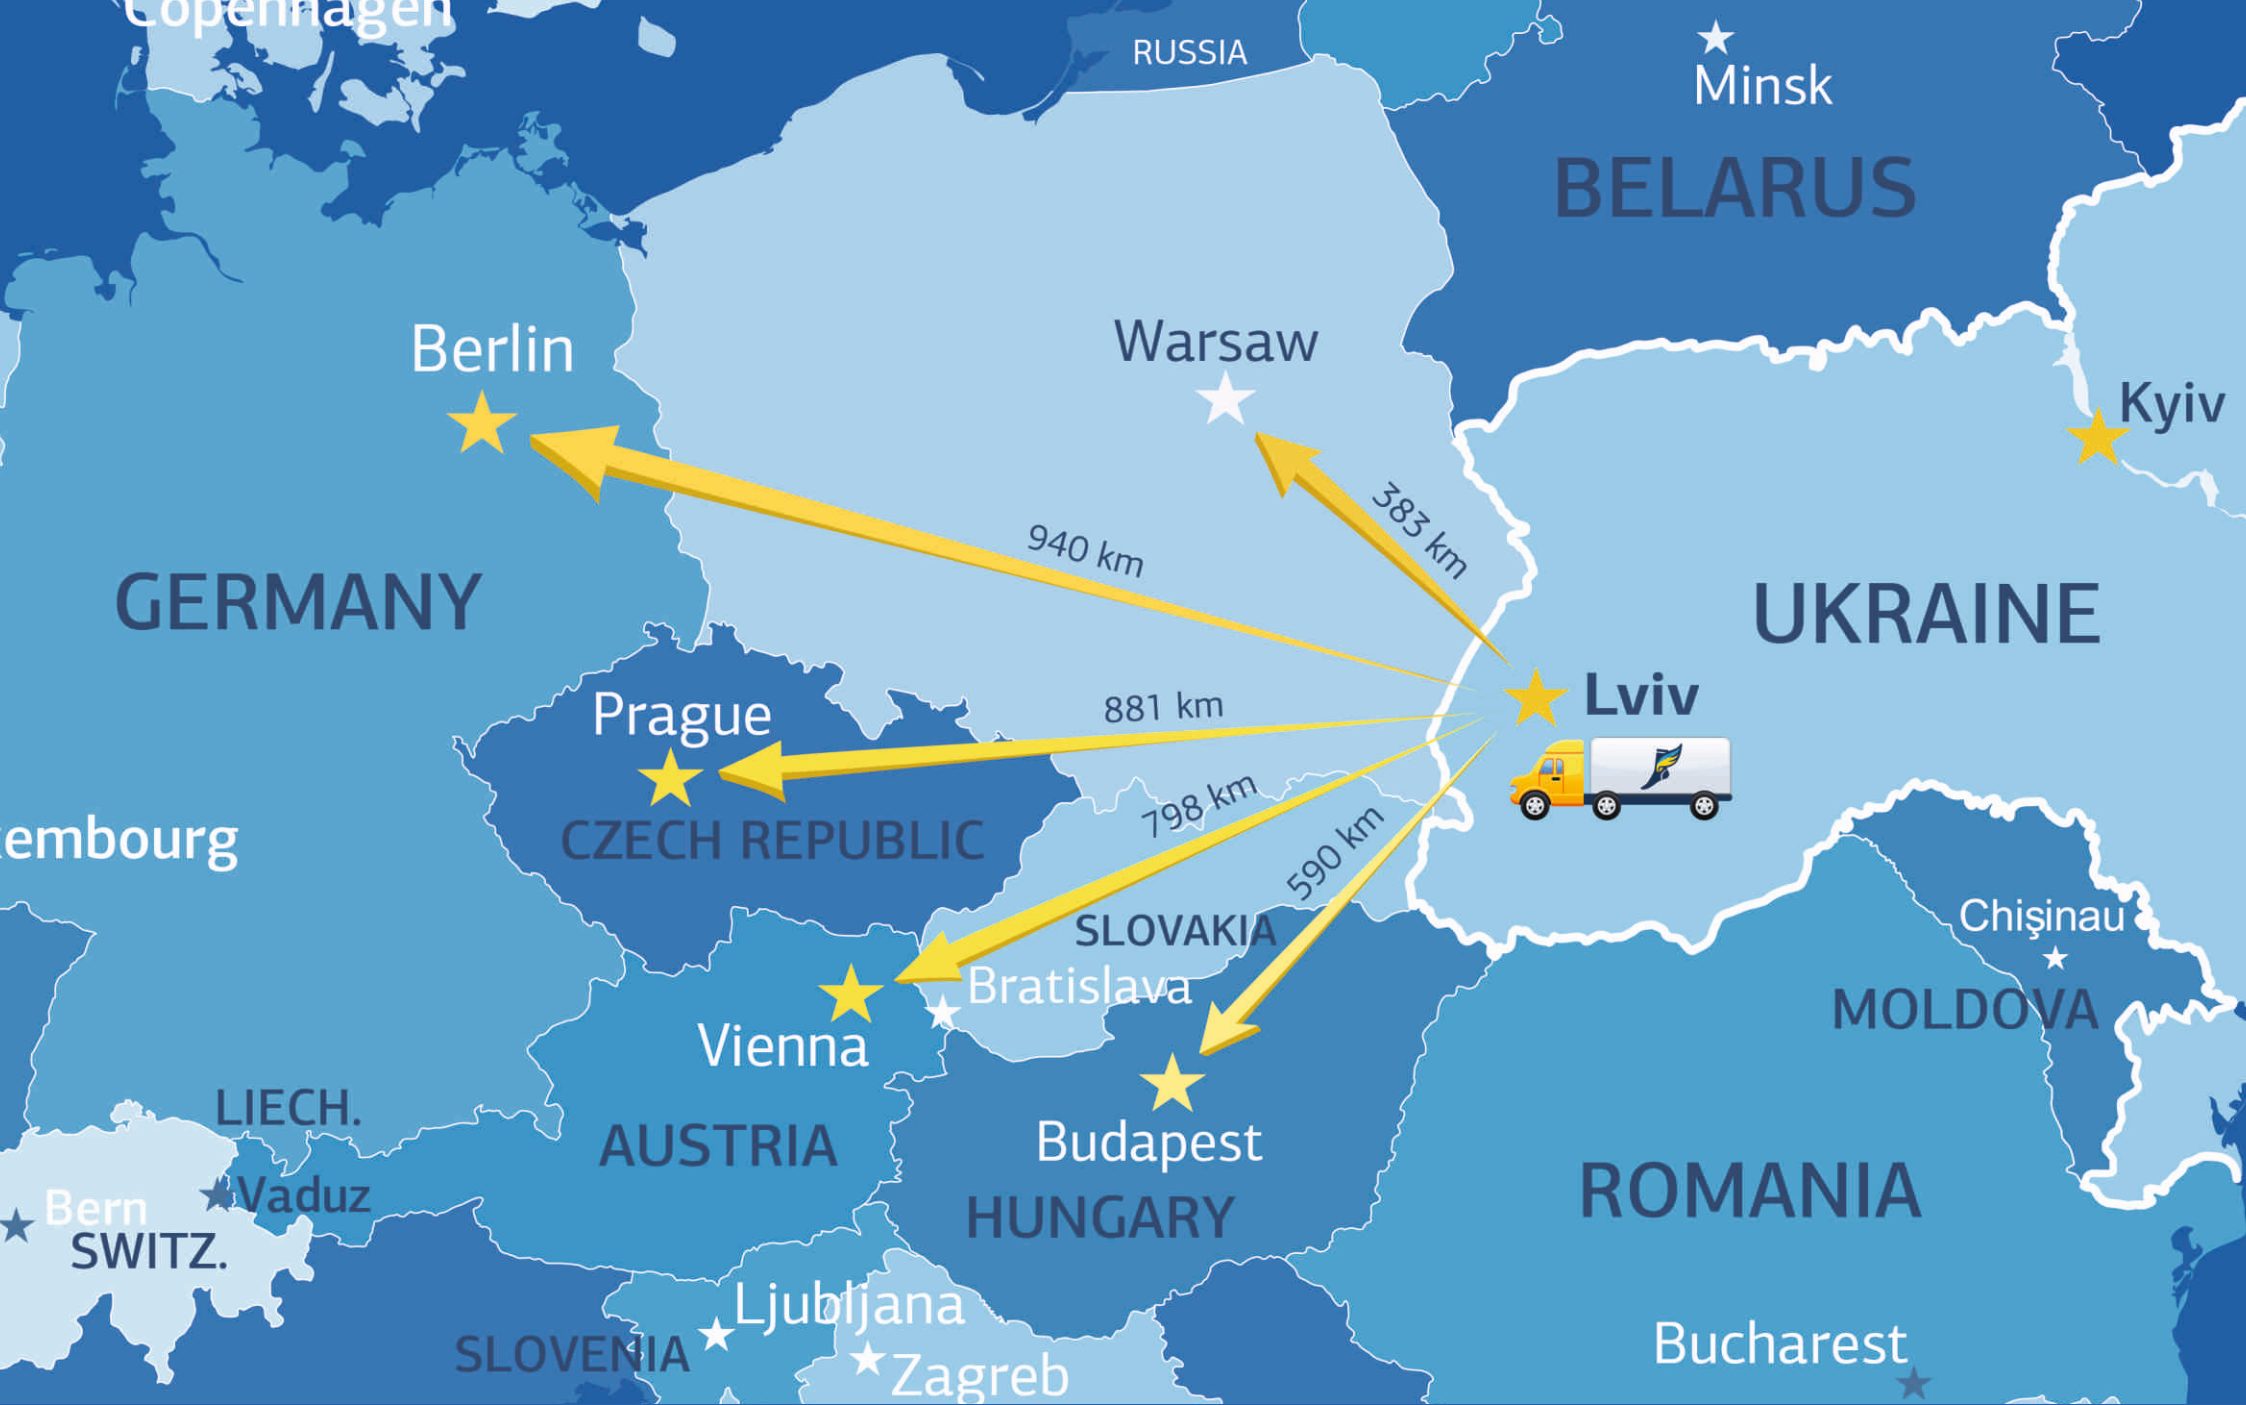 Copenhagen
RUSSIA
Minsk
BELARUS
Berlin
Warsaw
Kyiv
383 km
940 km
GERMANY
UKRAINE
Lviv
Prague
881 km
798 km
CZECH REPUBLIC
embourg
590 km
SLOVAKIA
Chişinau
Bratislava
MOLDOVA
Vienna
LIECH.
AUSTRIA
Budapest
Vaduz
Bern
HUNGARY
ROMANIA
SWITZ.
Ljubljana
SLOVENIA
Bucharest
Zagreb